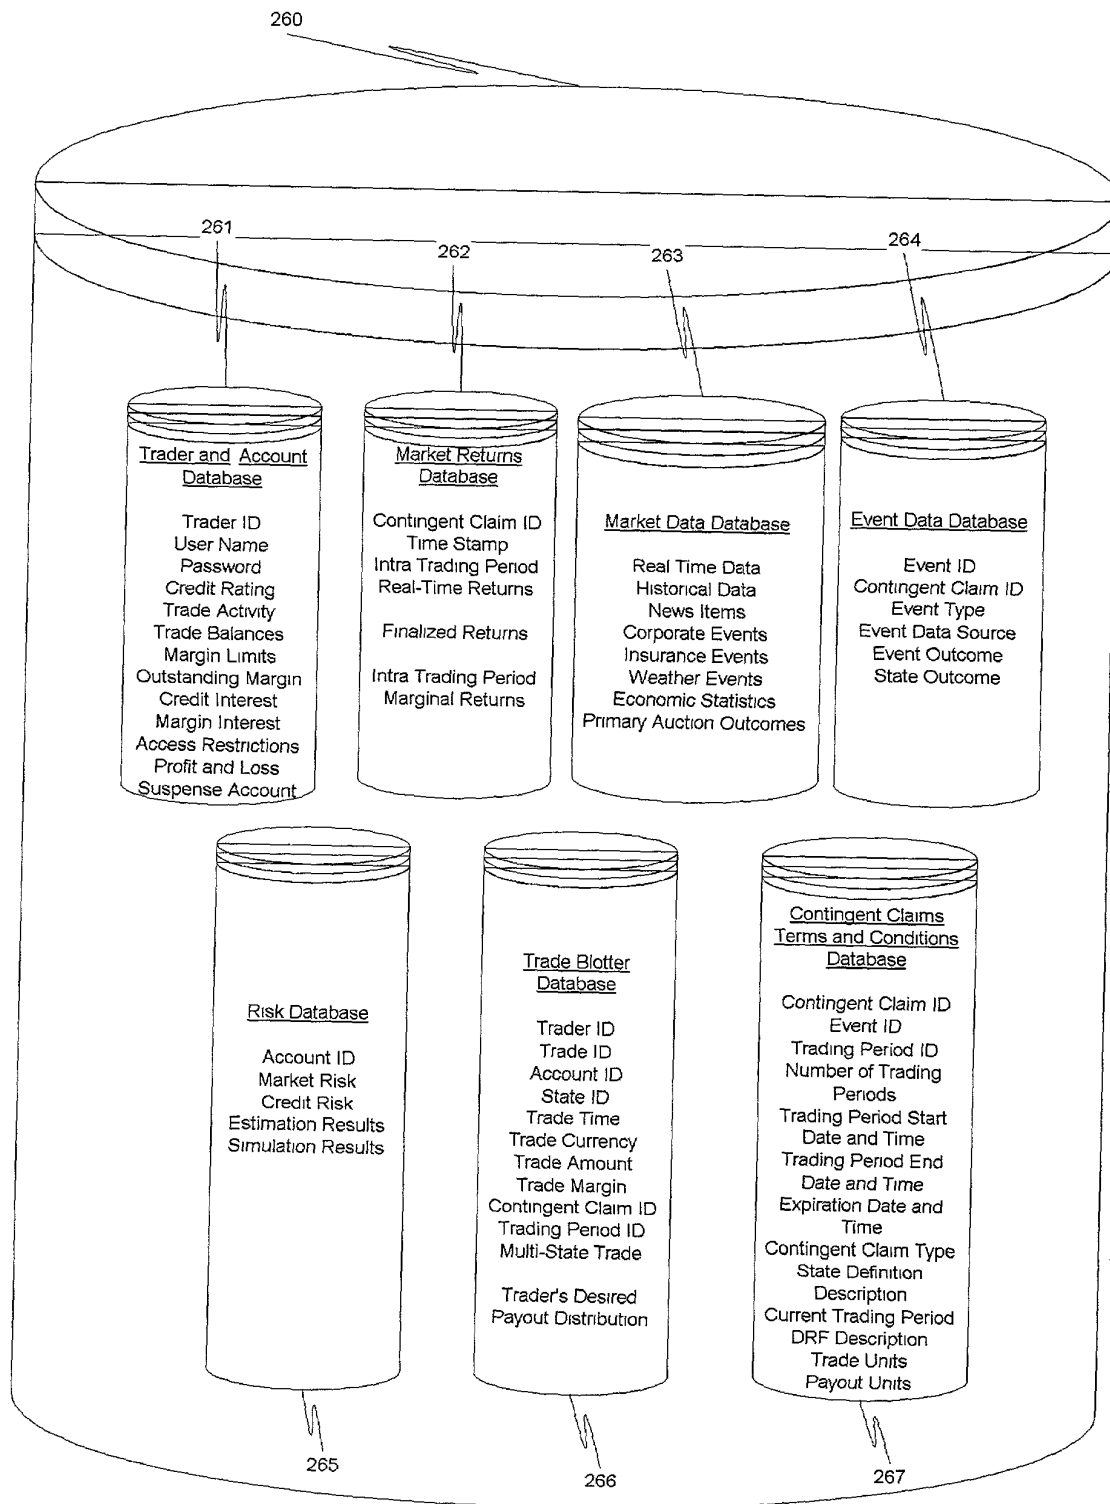 260
261
262
263
264
Trader and Account
Database
Trader ID
User Name
Password
Credit Rating
Trade Activity
Trade Balances
Margin Limits
Outstanding Margin
Credit Interest
Margin Interest
Access Restrictions
Profit and Loss
Suspense Account
Market Returns
Database
Contingent Claim ID
Time Stamp
Intra Trading Period
Real-Time Returns
Finalized Returns
Intra Trading Period
Marginal Returns
Market Data Database
Real Time Data
Historical Data
News Items
Corporate Events
Insurance Events
Weather Events
Economic Statistics
Primary Auction Outcomes
Event Data Database
Event ID
Contingent Claim ID
Event Type
Event Data Source
Event Outcome
State Outcome
Risk Database
Account ID
Market Risk
Credit Risk
Estimation Results
Simulation Results
Trade Blotter
Database
Trader ID
Trade ID
Account ID
State ID
Trade Time
Trade Currency
Trade Amount
Trade Margin
Contingent Claim ID
Trading Period ID
Multi-State Trade
Trader's Desired
Payout Distribution
Contingent Claims
Terms and Conditions
Database
Contingent Claim ID
Event ID
Trading Period ID
Number of Trading
Periods
Trading Period Start
Date and Time
Trading Period End
Date and Time
Expiration Date and
Time
Contingent Claim Type
State Definition
Description
Current Trading Period
DRF Description
Trade Units
Payout Units
265
266
267